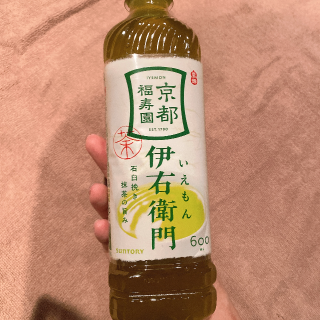 IYEMON
京都
福寿園
EST. 1790
茶
伊右衛門
いえもん
石臼挽き
抹茶の旨み
SUNTORY
600